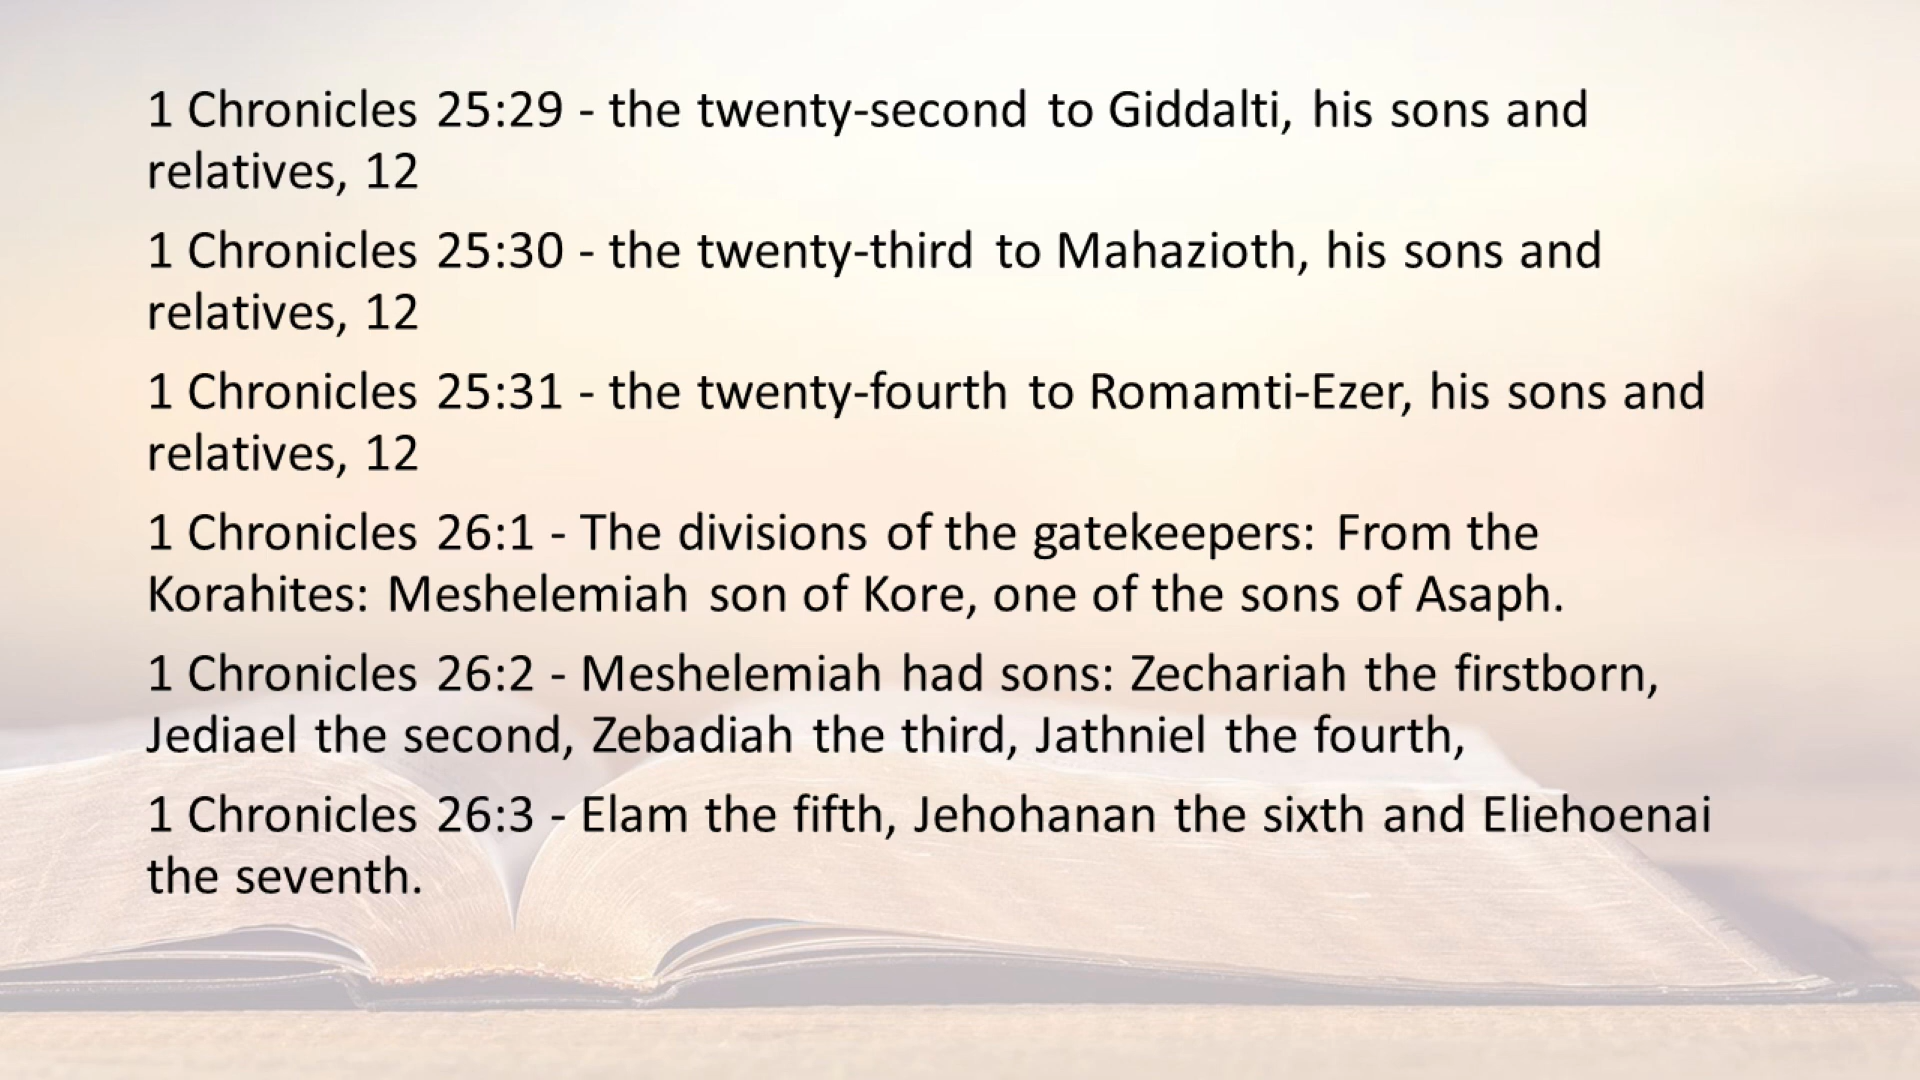 1 Chronicles 25:29 - the twenty-second to Giddalti, his sons and
relatives, 12
1 Chronicles 25:30 - the twenty-third to Mahazioth, his sons and
relatives, 12
1 Chronicles 25:31 - the twenty-fourth to Romamti-Ezer, his sons and
relatives, 12
1 Chronicles 26:1 - The divisions of the gatekeepers: From the
Korahites: Meshelemiah son of Kore, one of the sons of Asaph.
1 Chronicles 26:2 - Meshelemiah had sons: Zechariah the firstborn,
Jediael the second, Zebadiah the third, Jathniel the fourth,
1 Chronicles 26:3 - Elam the fifth, Jehohanan the sixth and Eliehoenai
the seventh.